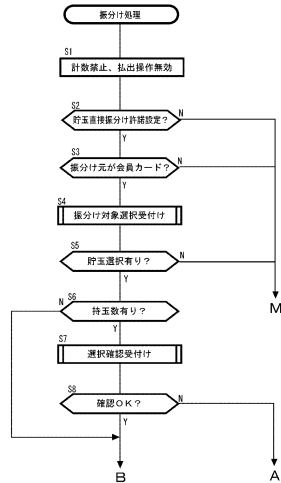 振分け処理
S1
計数禁止、払出操作無効
S2
貯玉直接振分け許諾設定？
N
Y
S3
振分け元が会員カード？
N
Y
S4
振分け対象選択受付け
S5
貯玉選択有り？
N
Y
M
S6
N
持玉数有り？
Y
S7
選択確認受付け
S8
確認ＯＫ？
N
Y
B
A